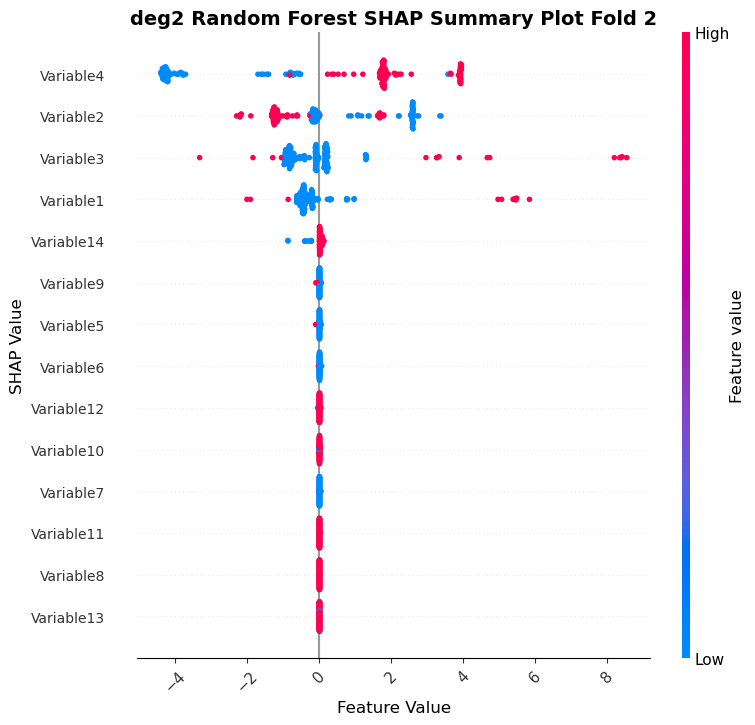 deg2 Random Forest SHAP Summary Plot Fold 2
High
Variable4
Variable2
Variable3
Variable1
Variable14
Variable9
Variable5
Variable6
Variable12
Variable10
Variable7
Variable11
Variable8
Variable13
SHAP Value
Feature value
Low
−4
−2
0
2
4
6
8
Feature Value